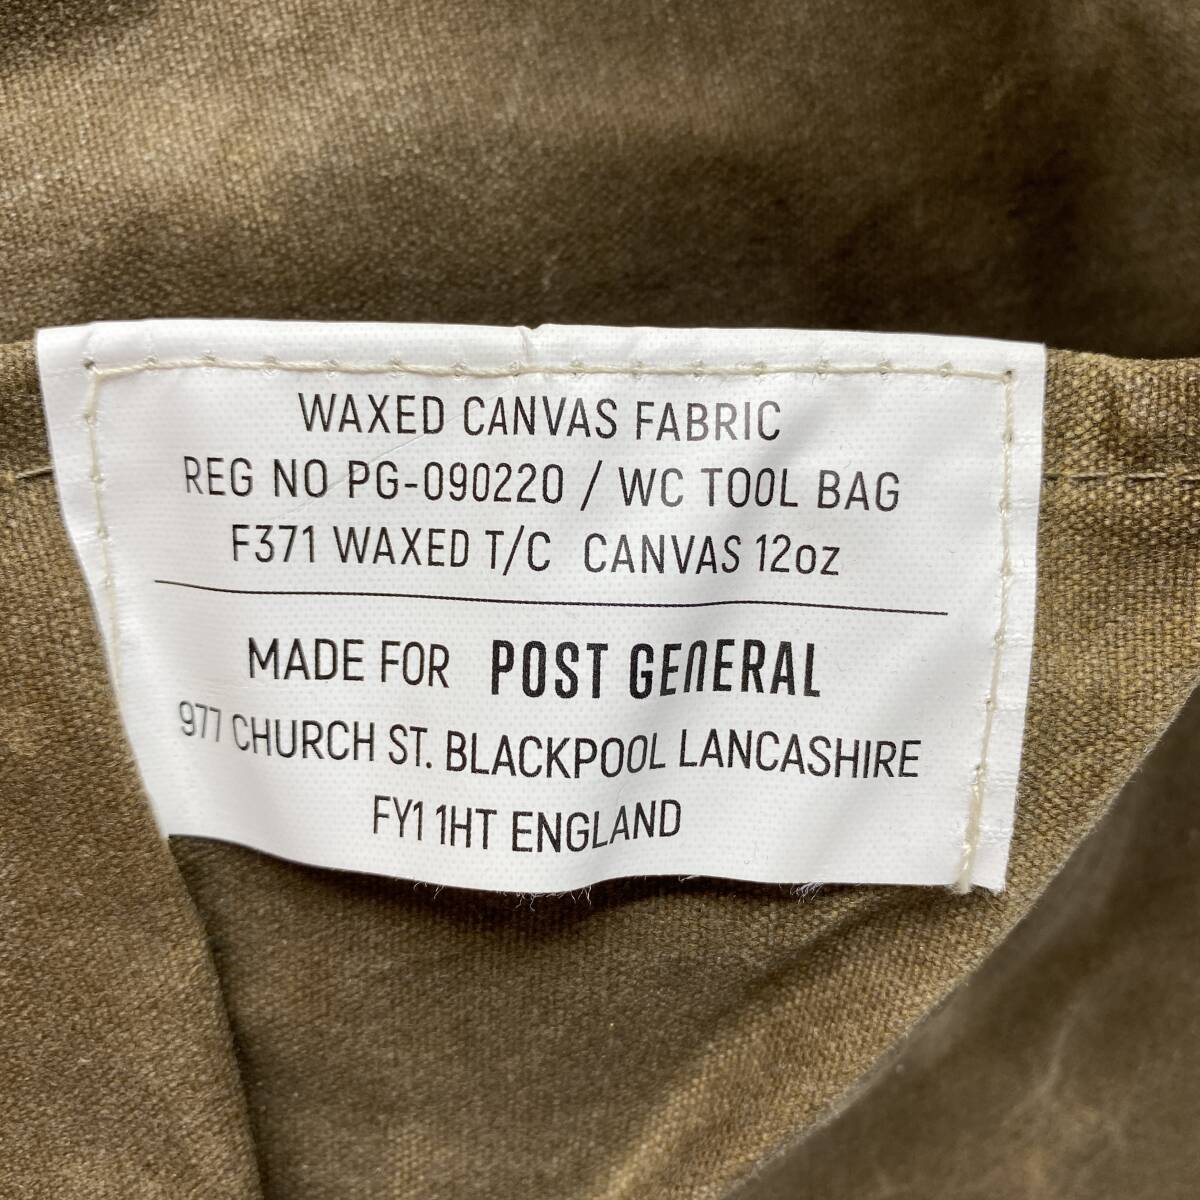 WAXED CANVAS FABRIC
REG NO PG-090220 / WC TOOL BAG
F371 WAXED T/C CANVAS 12oz
MADE FOR POST GENERAL
977 CHURCH ST. BLACKPOOL LANCASHIRE
FY1 1HT ENGLAND